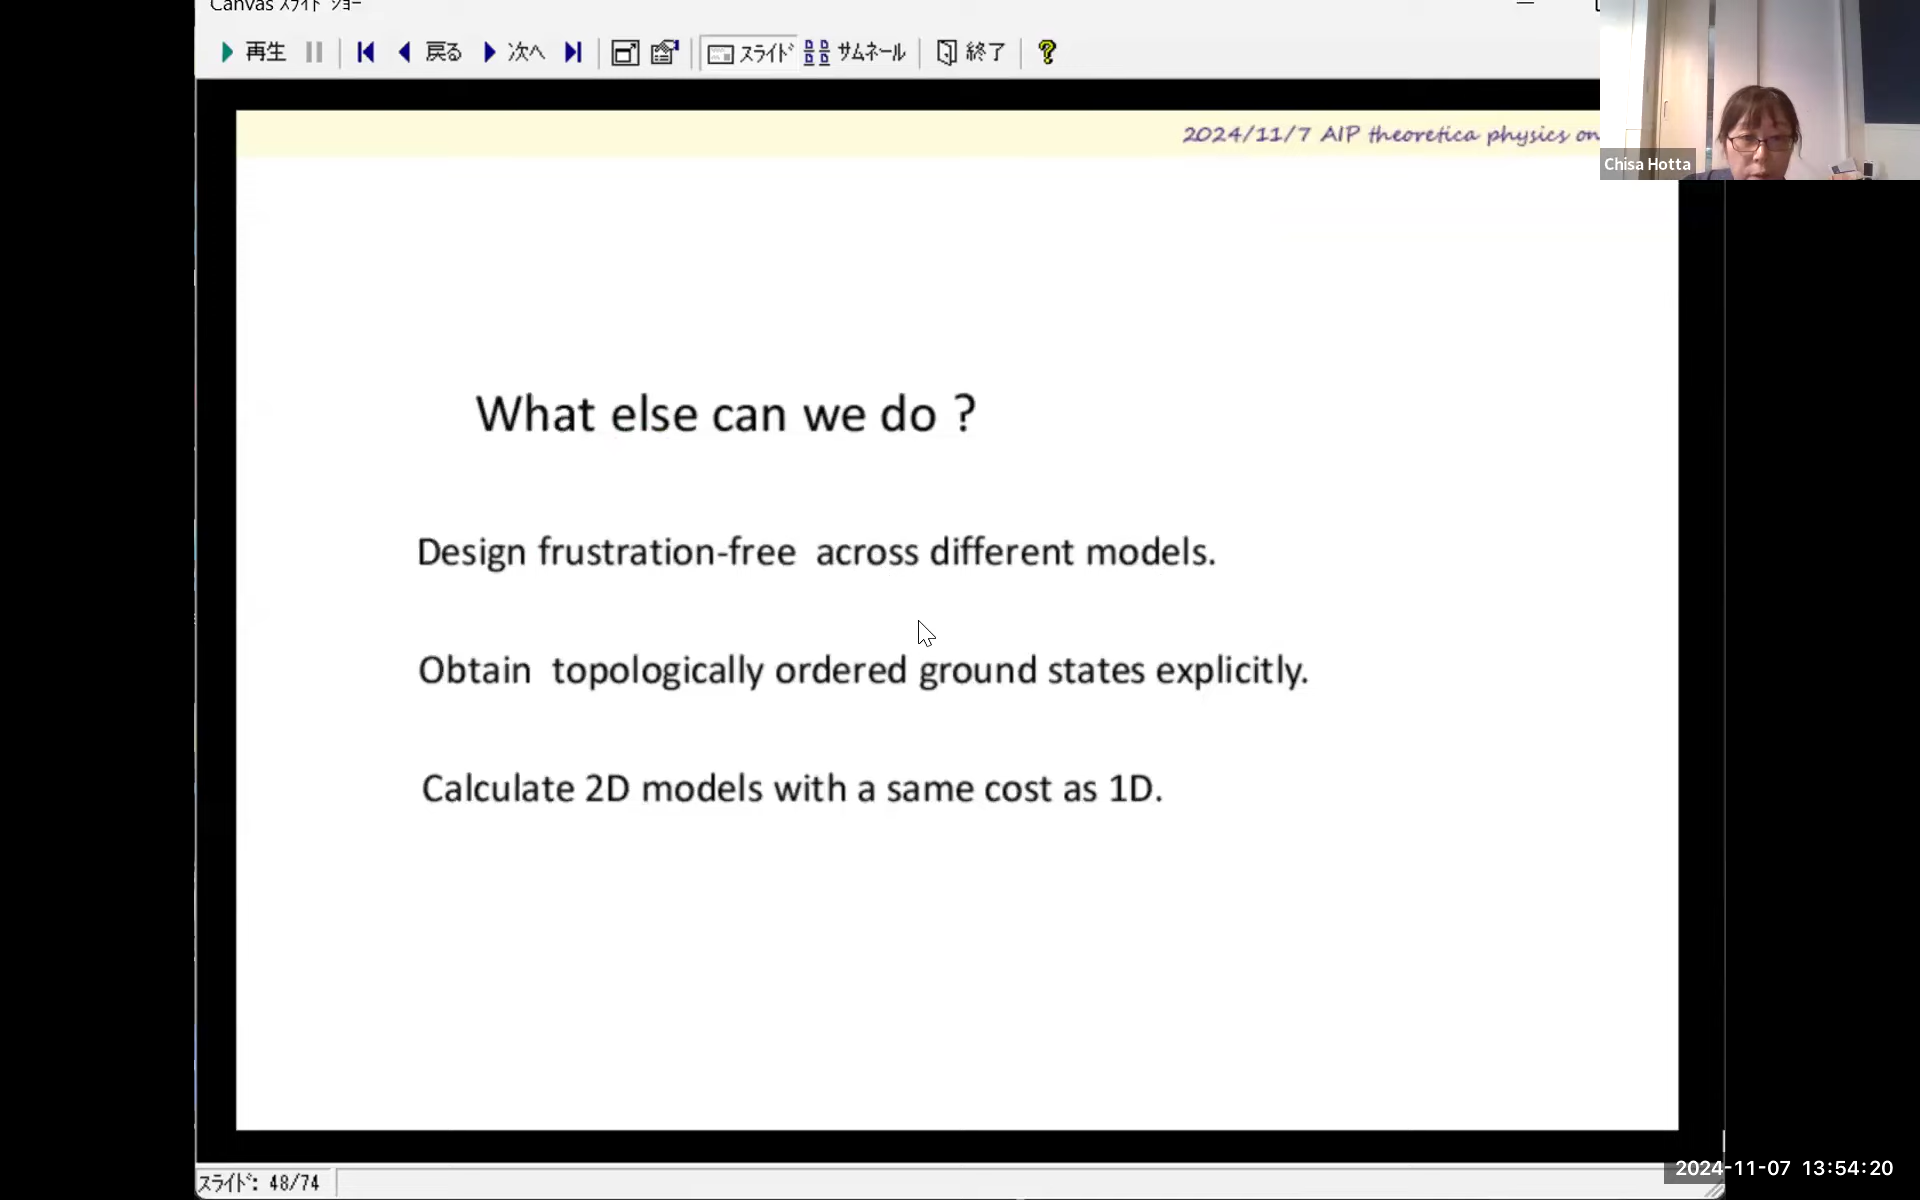 Canvas ｽﾗｲﾄﾞ ｼｮｰ
再生 戻る 次へ ｽﾗｲﾄﾞ ｻﾑﾈｰﾙ 終了
2024/11/7 AIP theoretica physics on
Chisa Hotta
What else can we do ?
Design frustration-free across different models.
Obtain topologically ordered ground states explicitly.
Calculate 2D models with a same cost as 1D.
ｽﾗｲﾄﾞ: 48/74
2024-11-07 13:54:20